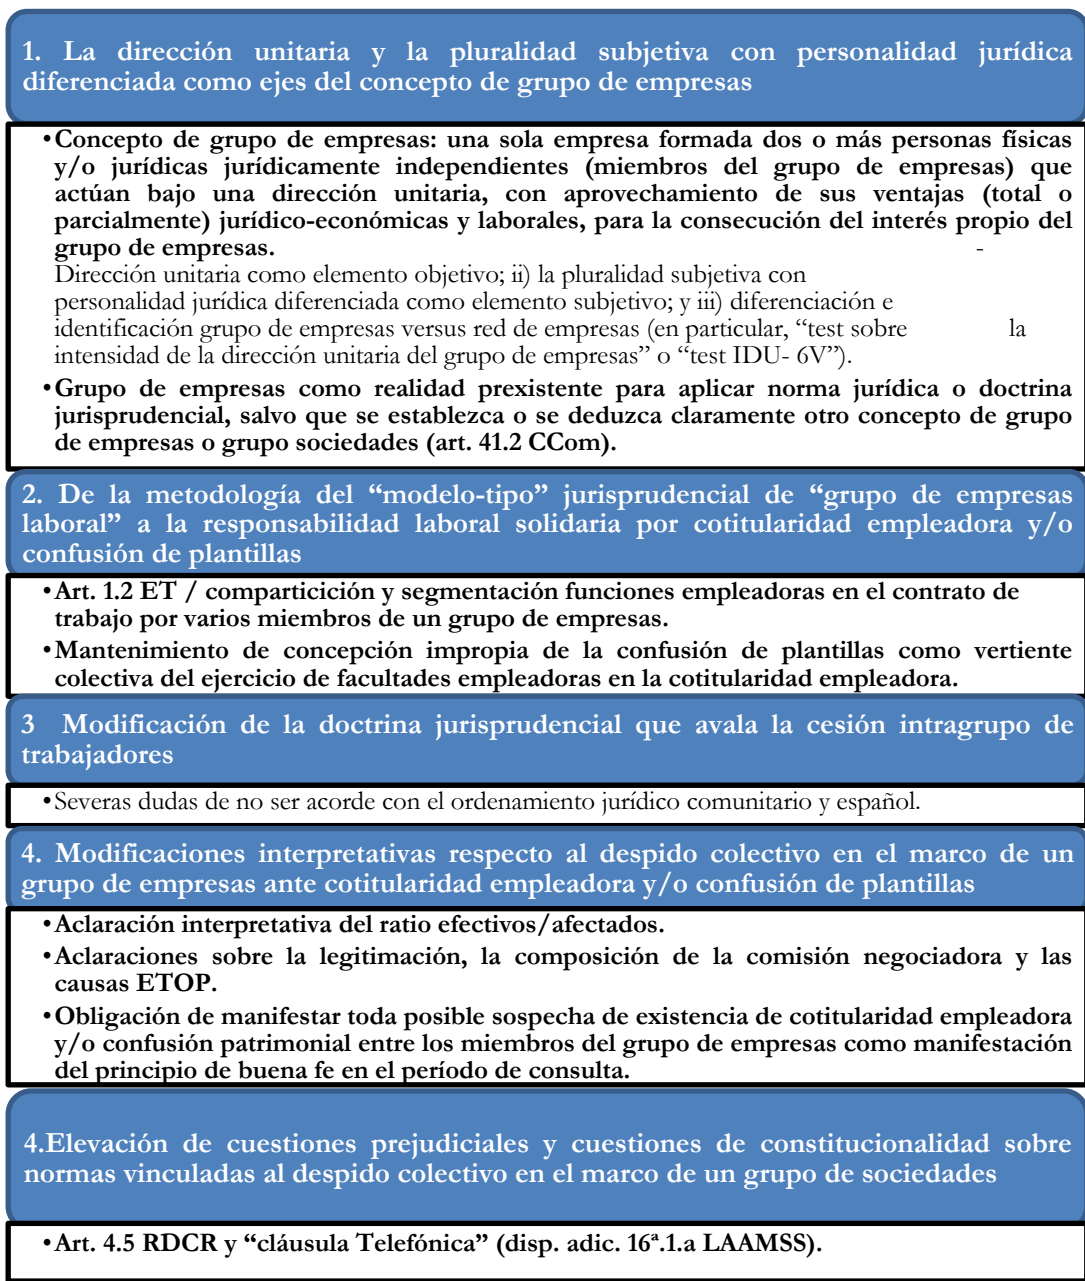 1. La dirección unitaria y la pluralidad subjetiva con personalidad jurídica
diferenciada como ejes del concepto de grupo de empresas
•Concepto de grupo de empresas: una sola empresa formada dos o más personas físicas
y/o jurídicas jurídicamente independientes (miembros del grupo de empresas) que
actúan bajo una dirección unitaria, con aprovechamiento de sus ventajas (total o
parcialmente) jurídico-económicas y laborales, para la consecución del interés propio del
grupo de empresas. -
Dirección unitaria como elemento objetivo; ii) la pluralidad subjetiva con
personalidad jurídica diferenciada como elemento subjetivo; y iii) diferenciación e
identificación grupo de empresas versus red de empresas (en particular, “test sobre la
intensidad de la dirección unitaria del grupo de empresas” o “test IDU- 6V”).
•Grupo de empresas como realidad prexistente para aplicar norma jurídica o doctrina
jurisprudencial, salvo que se establezca o se deduzca claramente otro concepto de grupo
de empresas o grupo sociedades (art. 41.2 CCom).
2. De la metodología del “modelo-tipo” jurisprudencial de “grupo de empresas
laboral” a la responsabilidad laboral solidaria por cotitularidad empleadora y/o
confusión de plantillas
•Art. 1.2 ET / comparticición y segmentación funciones empleadoras en el contrato de
trabajo por varios miembros de un grupo de empresas.
•Mantenimiento de concepción impropia de la confusión de plantillas como vertiente
colectiva del ejercicio de facultades empleadoras en la cotitularidad empleadora.
3 Modificación de la doctrina jurisprudencial que avala la cesión intragrupo de
trabajadores
•Severas dudas de no ser acorde con el ordenamiento jurídico comunitario y español.
4. Modificaciones interpretativas respecto al despido colectivo en el marco de un
grupo de empresas ante cotitularidad empleadora y/o confusión de plantillas
•Aclaración interpretativa del ratio efectivos/afectados.
•Aclaraciones sobre la legitimación, la composición de la comisión negociadora y las
causas ETOP.
•Obligación de manifestar toda posible sospecha de existencia de cotitularidad empleadora
y/o confusión patrimonial entre los miembros del grupo de empresas como manifestación
del principio de buena fe en el período de consulta.
4.Elevación de cuestiones prejudiciales y cuestiones de constitucionalidad sobre
normas vinculadas al despido colectivo en el marco de un grupo de sociedades
•Art. 4.5 RDCR y “cláusula Telefónica” (disp. adic. 16ª.1.a LAAMSS).